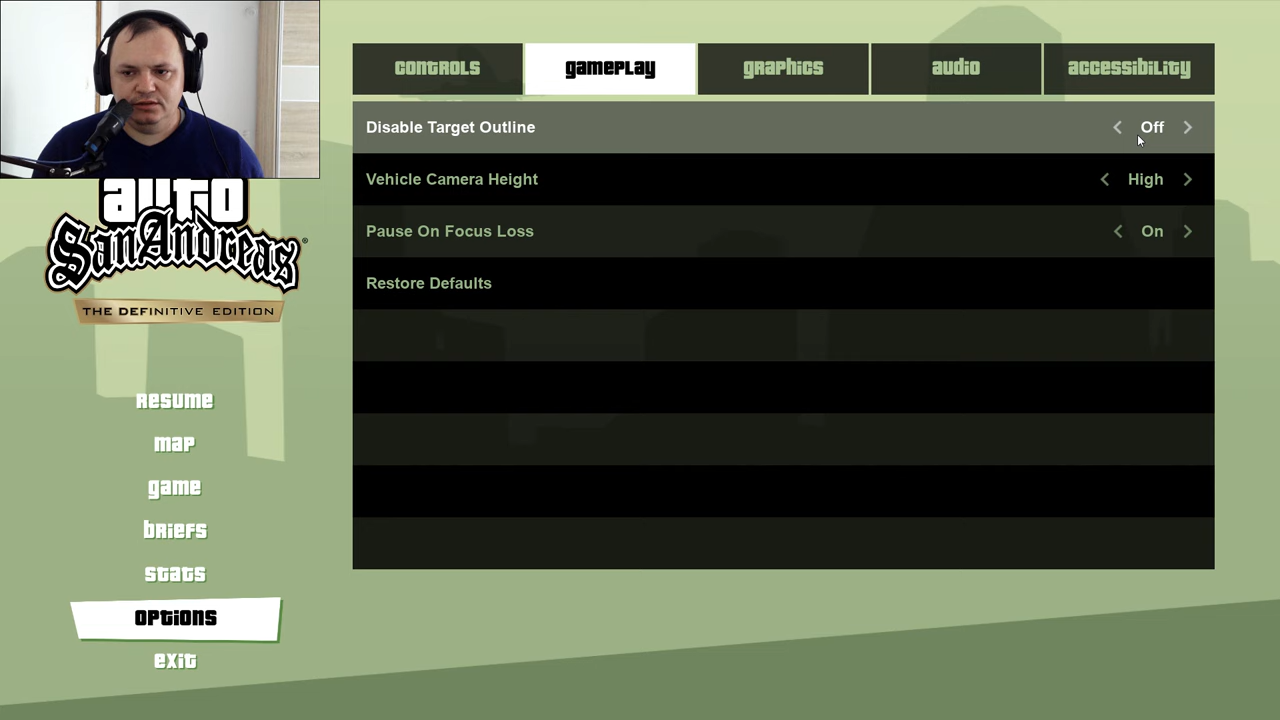 controls
gameplay
graphics
audio
accessibility
Disable Target Outline
Off
Vehicle Camera Height
High
Pause On Focus Loss
On
Restore Defaults
auto
SanAndreas®
THE DEFINITIVE EDITION
resume
map
game
briefs
stats
options
exit